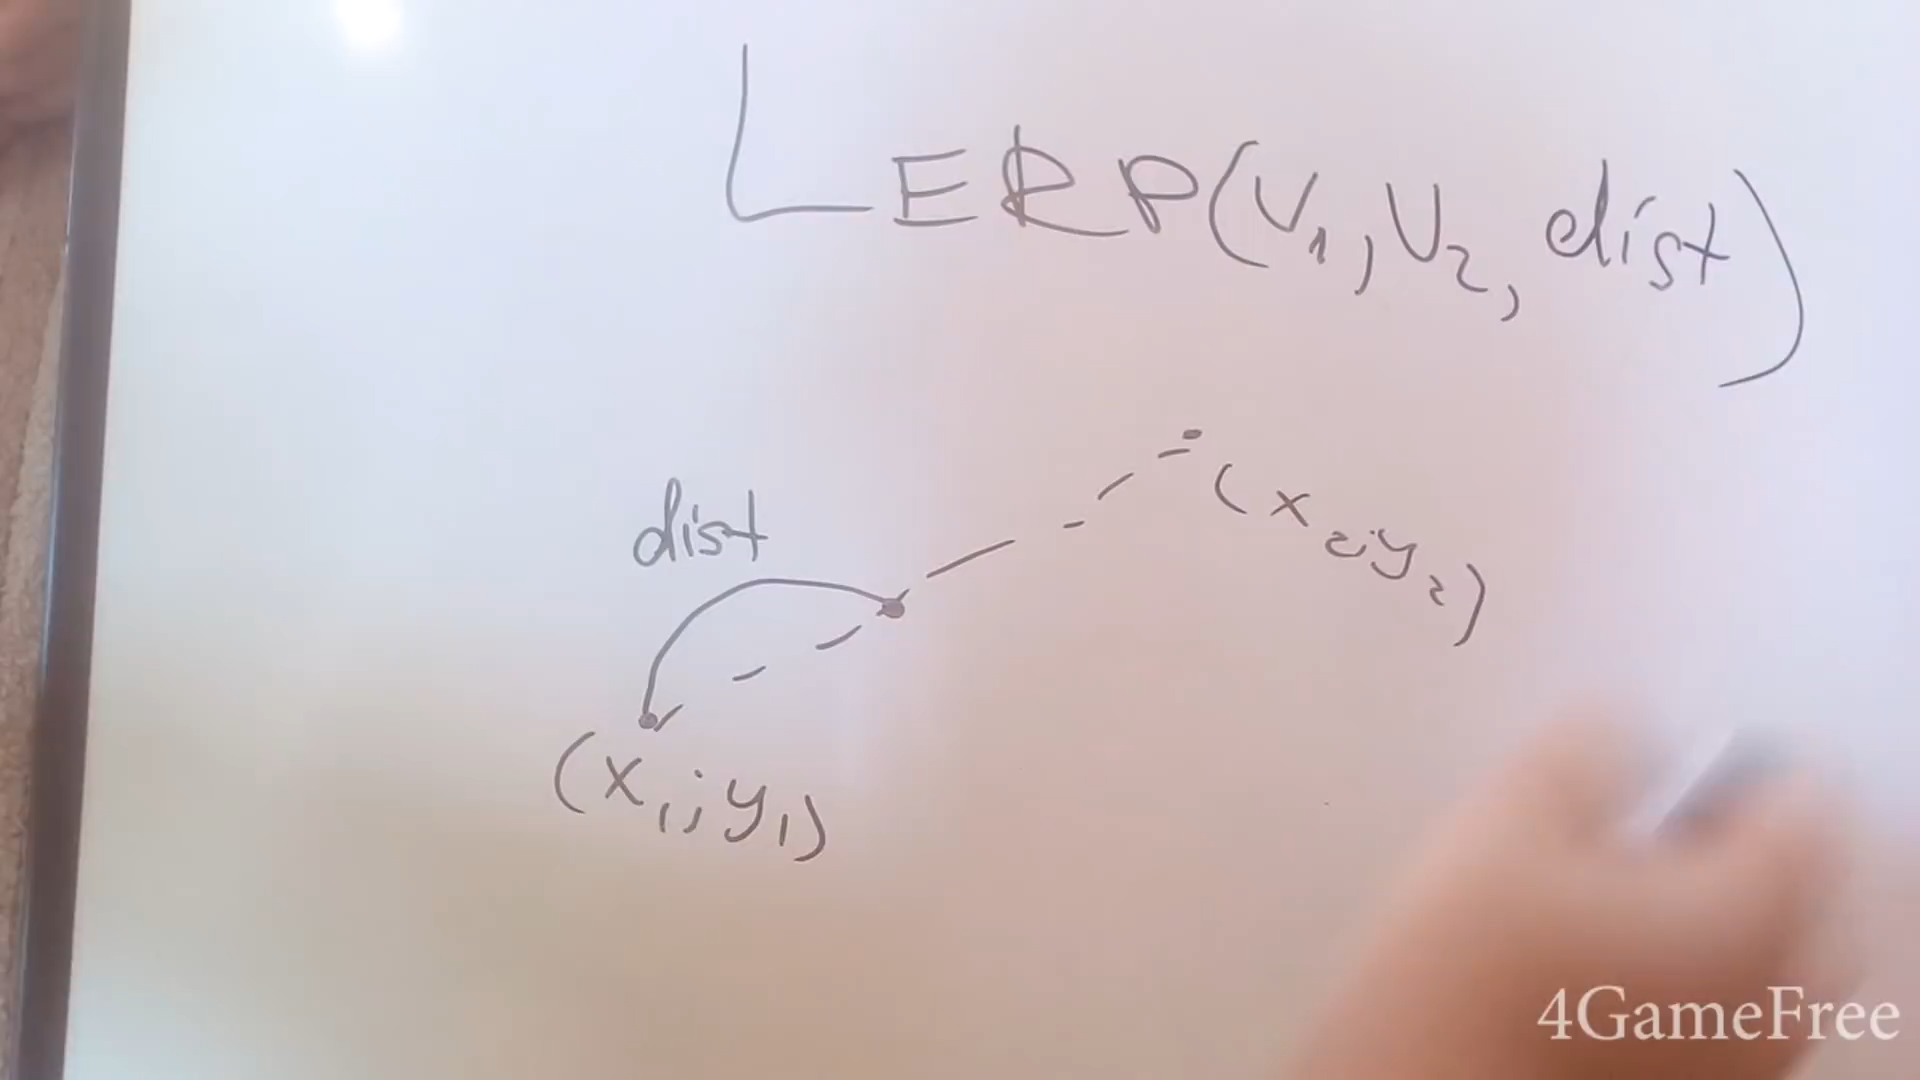 LERP(V₁, V₂, dist)
dist
(x₂;y₂)
(x₁;y₁)
4GameFree